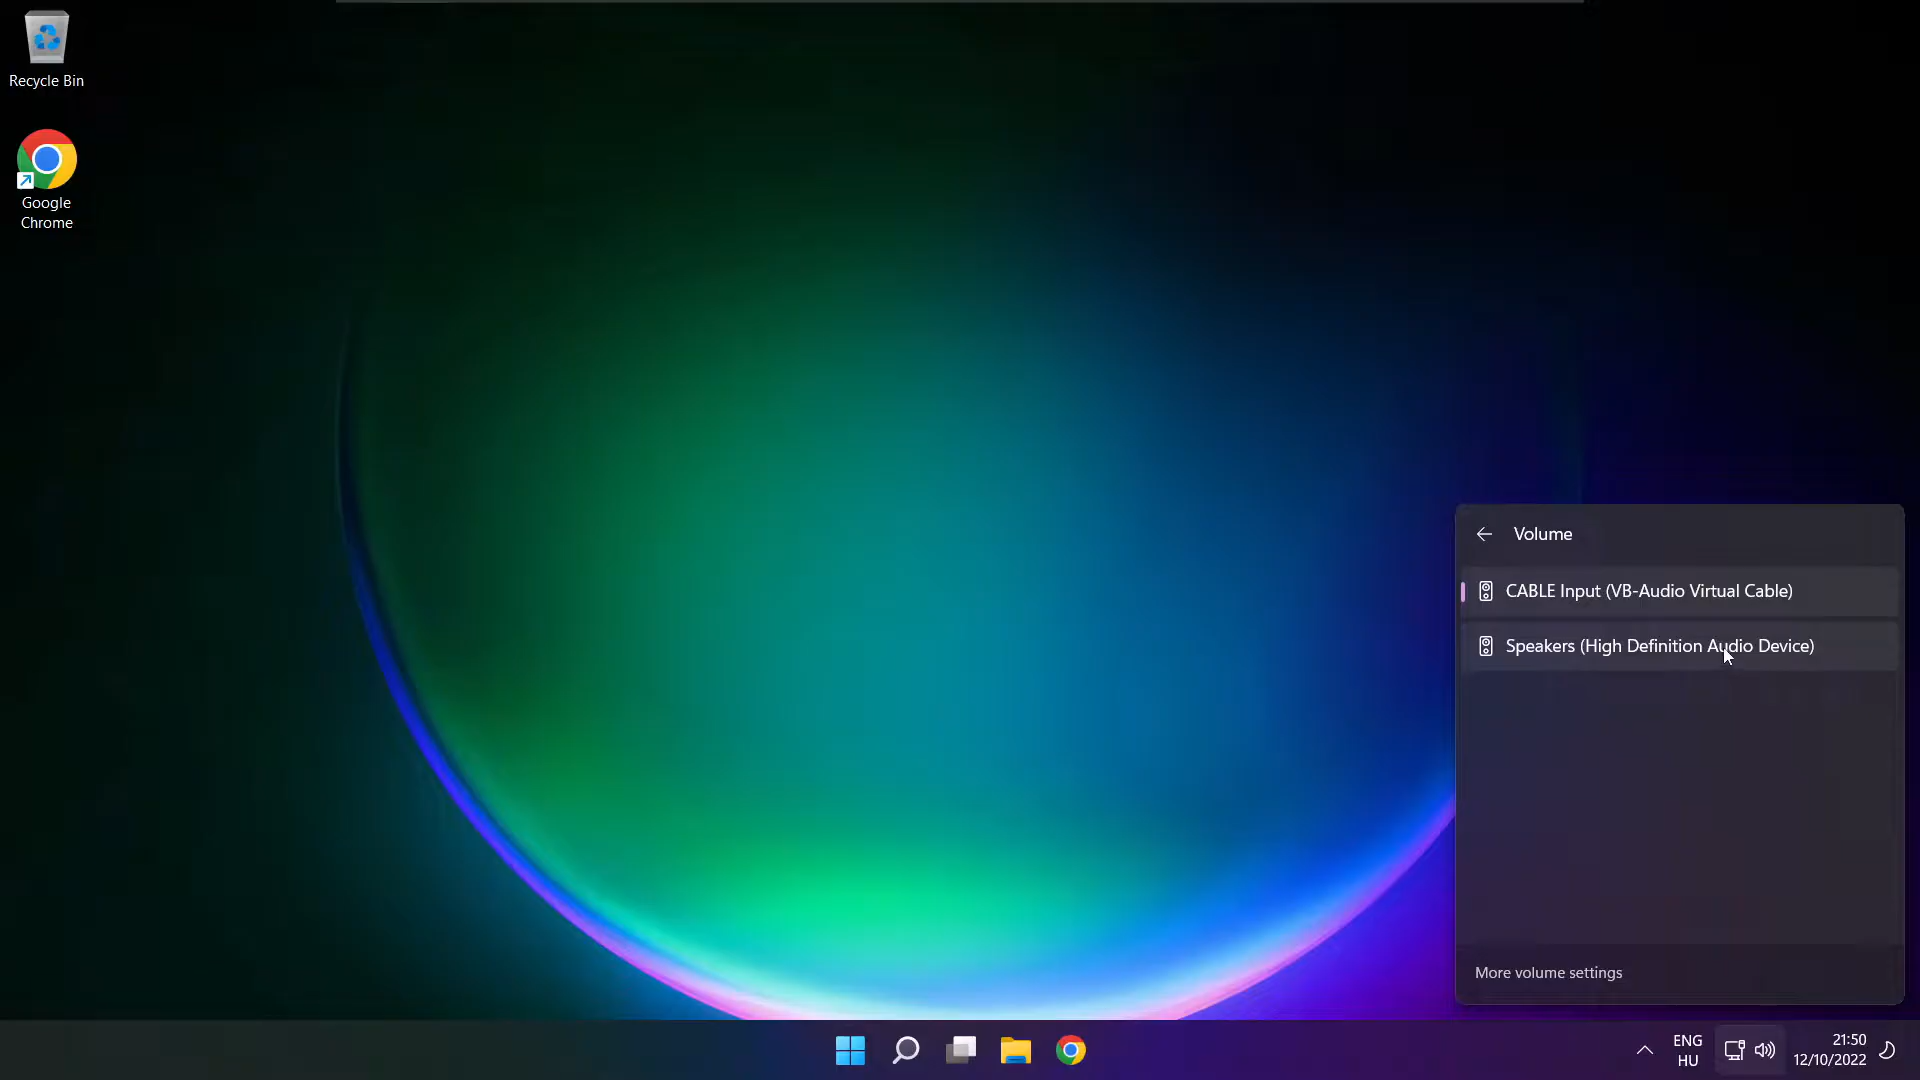 Recycle Bin
Google
Chrome
Volume
CABLE Input (VB-Audio Virtual Cable)
Speakers (High Definition Audio Device)
More volume settings
ENG
HU
21:50
12/10/2022